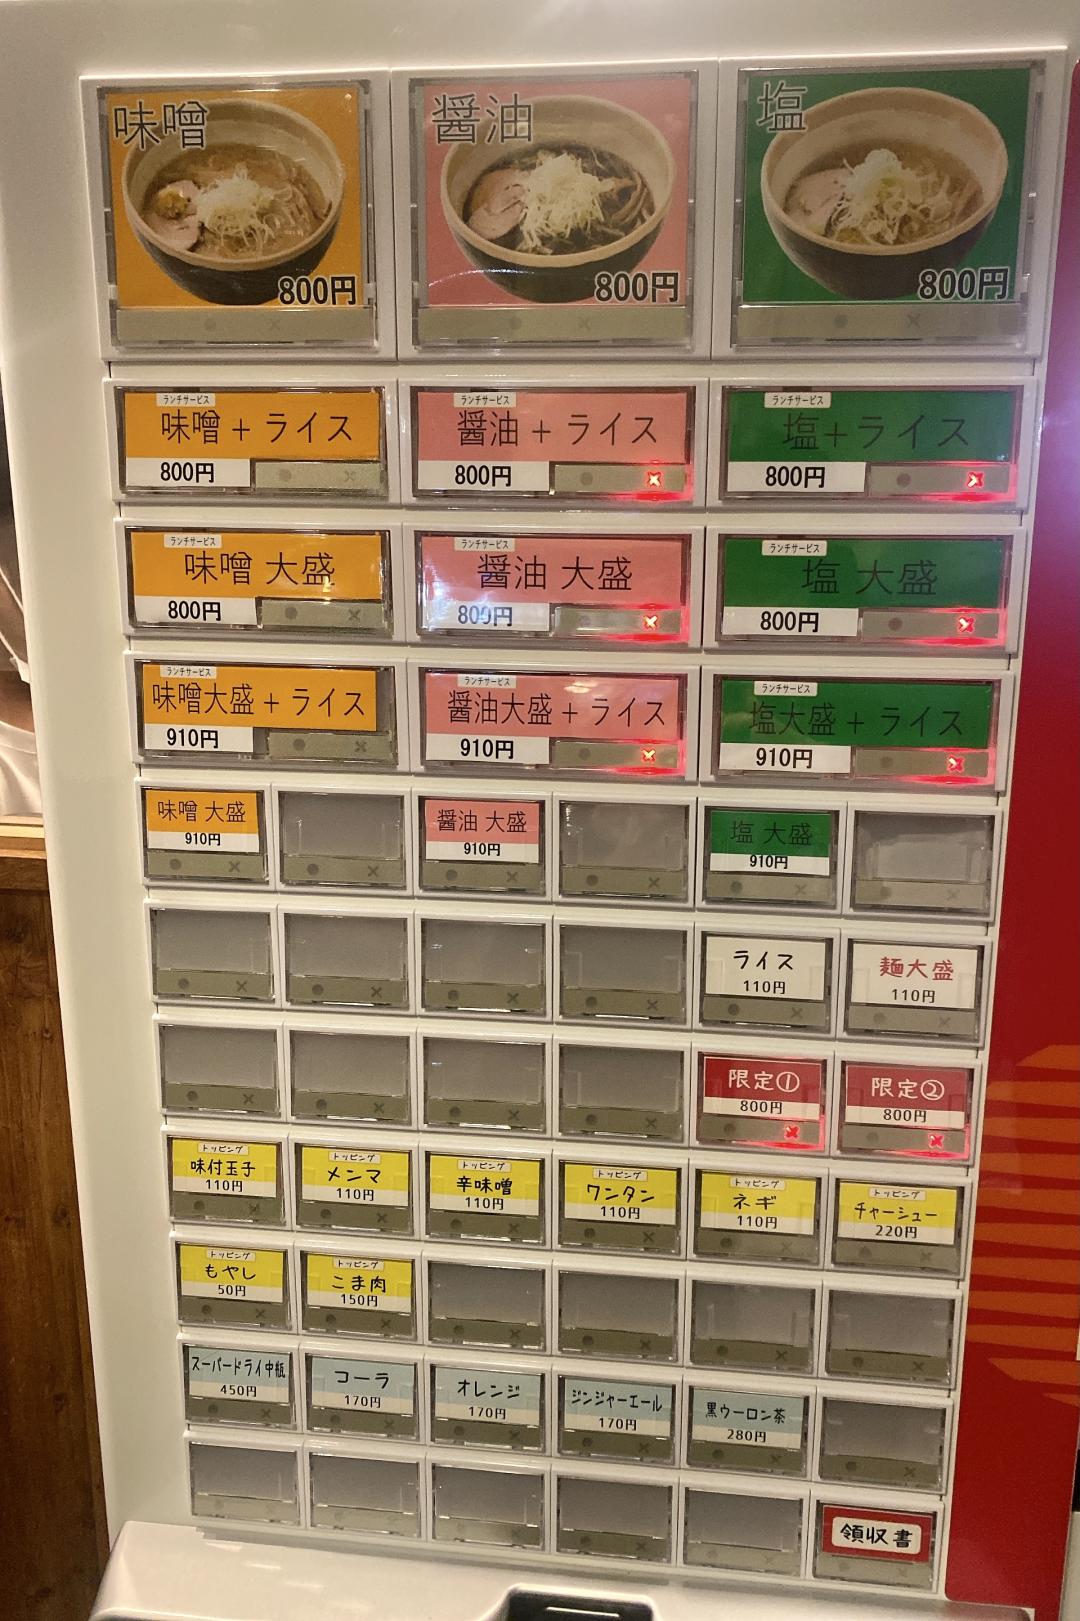 味噌
800円
醤油
800円
塩
800円
ランチサービス
味噌+ライス
800円
ランチサービス
醤油+ライス
800円
ランチサービス
塩+ライス
800円
ランチサービス
味噌 大盛
800円
ランチサービス
醤油 大盛
800円
ランチサービス
塩 大盛
800円
ランチサービス
味噌大盛+ライス
910円
ランチサービス
醤油大盛+ライス
910円
ランチサービス
塩大盛+ライス
910円
味噌 大盛
910円
醤油 大盛
910円
塩 大盛
910円
ライス
110円
麺大盛
110円
限定①
800円
限定②
800円
トッピング
味付玉子
110円
トッピング
メンマ
110円
トッピング
辛味噌
110円
トッピング
ワンタン
110円
トッピング
ネギ
110円
トッピング
チャーシュー
220円
トッピング
もやし
50円
トッピング
こま肉
150円
スーパードライ中瓶
450円
コーラ
170円
オレンジ
170円
ジンジャーエール
170円
黒ウーロン茶
280円
領収書